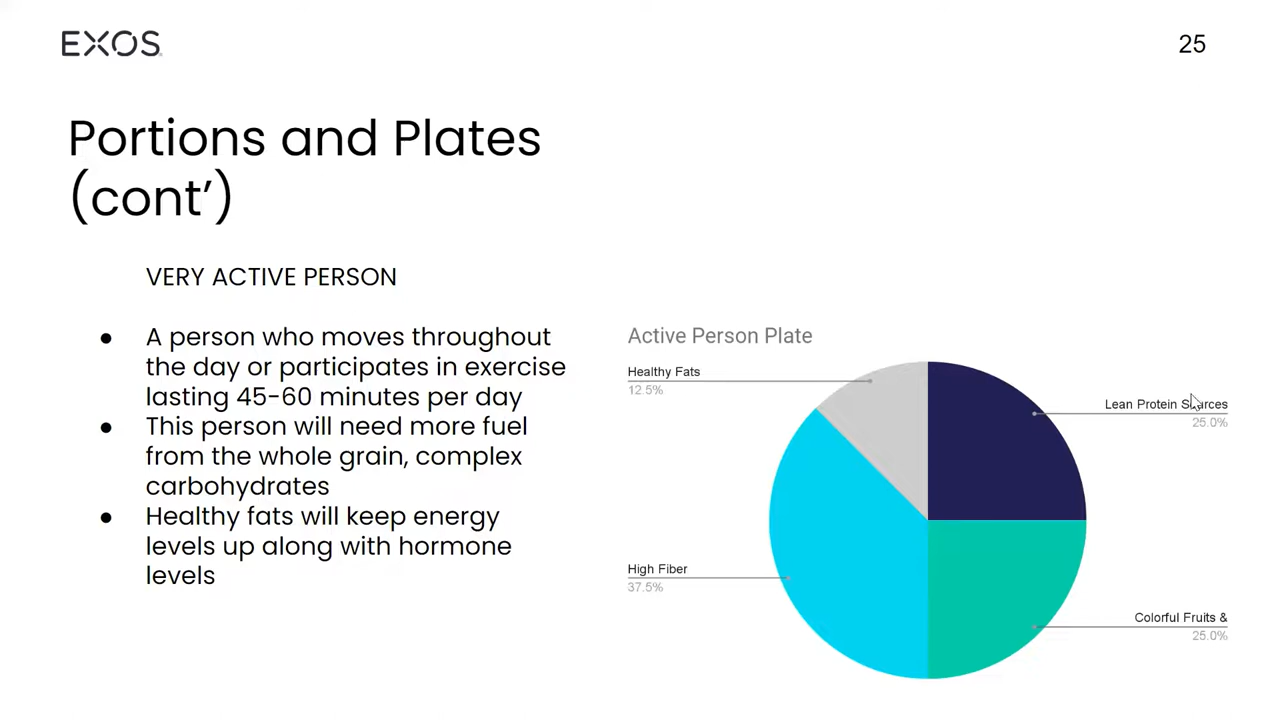 EXOS
25
Portions and Plates
(cont’)
VERY ACTIVE PERSON
● A person who moves throughout
the day or participates in exercise
lasting 45-60 minutes per day
● This person will need more fuel
from the whole grain, complex
carbohydrates
● Healthy fats will keep energy
levels up along with hormone
levels
Active Person Plate
Healthy Fats
12.5%
Lean Protein Sources
25.0%
High Fiber
37.5%
Colorful Fruits &
25.0%